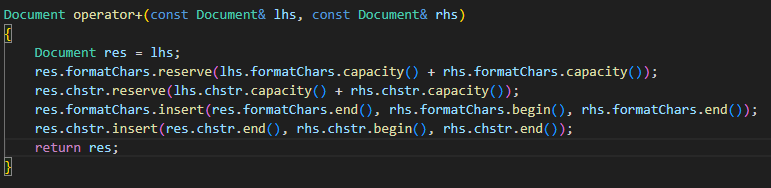 Document operator+(const Document& lhs, const Document& rhs)
{
    Document res = lhs;
    res.formatChars.reserve(lhs.formatChars.capacity() + rhs.formatChars.capacity());
    res.chstr.reserve(lhs.chstr.capacity() + rhs.chstr.capacity());
    res.formatChars.insert(res.formatChars.end(), rhs.formatChars.begin(), rhs.formatChars.end());
    res.chstr.insert(res.chstr.end(), rhs.chstr.begin(), rhs.chstr.end());
    return res;
}